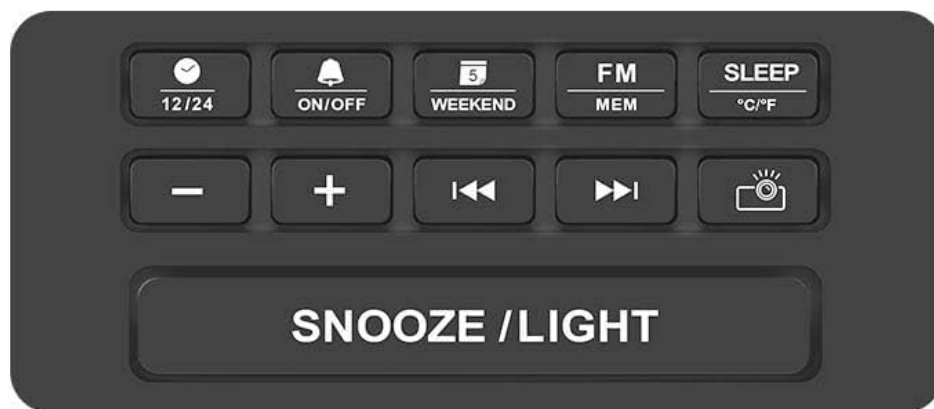 12/24
ON/OFF
5
WEEKEND
FM
MEM
SLEEP
°C/°F
− +
SNOOZE / LIGHT